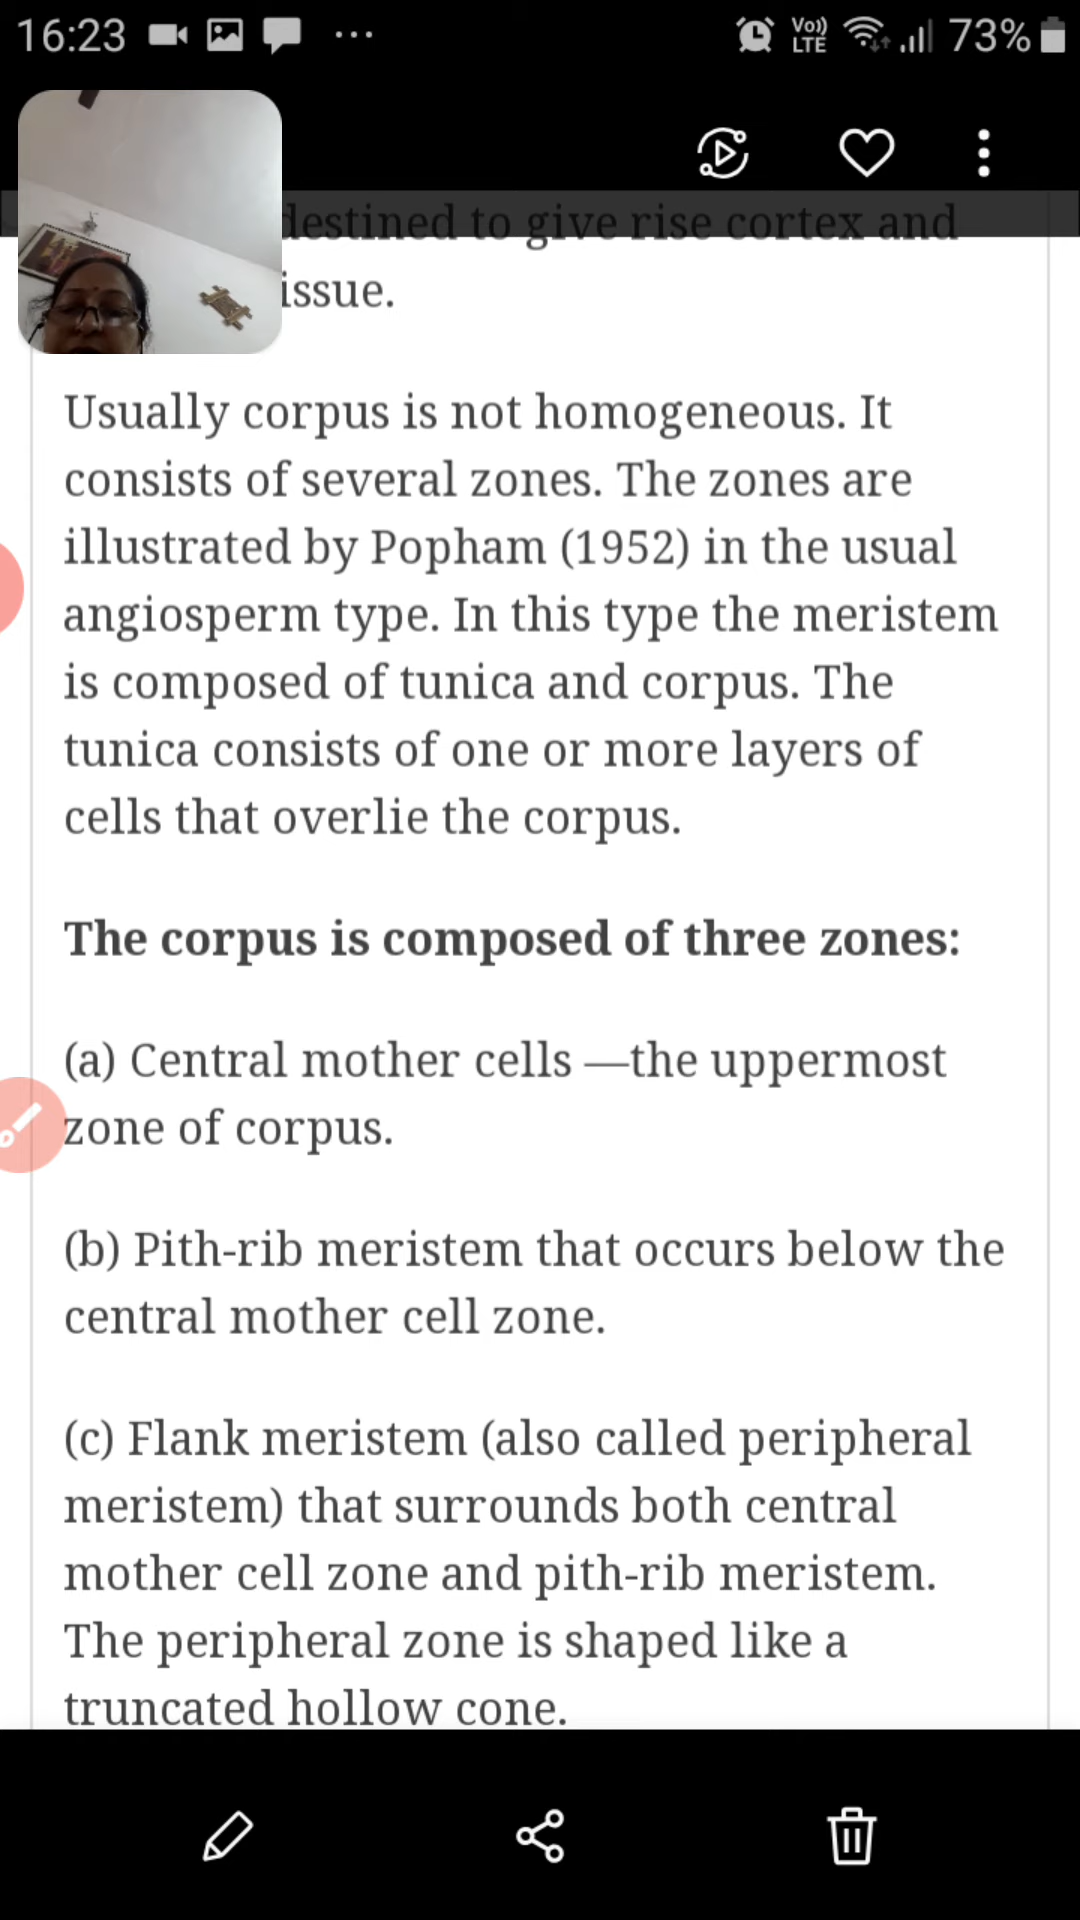 16:23
Vo)) LTE
73%
destined to give rise cortex and
issue.
Usually corpus is not homogeneous. It
consists of several zones. The zones are
illustrated by Popham (1952) in the usual
angiosperm type. In this type the meristem
is composed of tunica and corpus. The
tunica consists of one or more layers of
cells that overlie the corpus.
The corpus is composed of three zones:
(a) Central mother cells —the uppermost
zone of corpus.
(b) Pith-rib meristem that occurs below the
central mother cell zone.
(c) Flank meristem (also called peripheral
meristem) that surrounds both central
mother cell zone and pith-rib meristem.
The peripheral zone is shaped like a
truncated hollow cone.